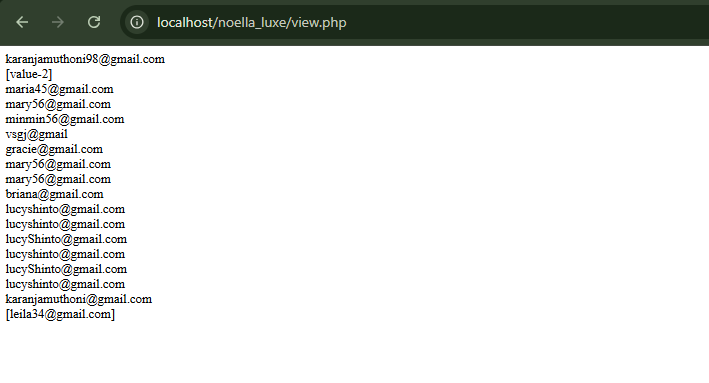 localhost/noella_luxe/view.php
karanjamuthoni98@gmail.com
[value-2]
maria45@gmail.com
mary56@gmail.com
minmin56@gmail.com
vsgj@gmail
gracie@gmail.com
mary56@gmail.com
mary56@gmail.com
briana@gmail.com
lucyshinto@gmail.com
lucyshinto@gmail.com
lucyShinto@gmail.com
lucyshinto@gmail.com
lucyShinto@gmail.com
lucyshinto@gmail.com
karanjamuthoni@gmail.com
[leila34@gmail.com]